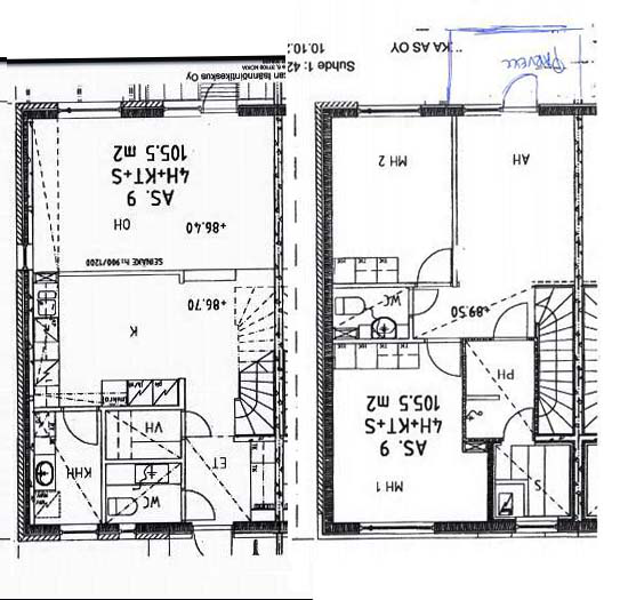 MH 1
S
AS. 9
4H+KT+S
105.5 m2
PH
+89.50
WC
MH 2
AH
PARVEKE
KA AS OY
Suhde 1: 42
10.10.
WC
KHH
ET
VH
K
+86.70
SEINÄKE h:900/1200
+86.40
OH
AS. 9
4H+KT+S
105.5 m2
an Isännöintikeskus Oy